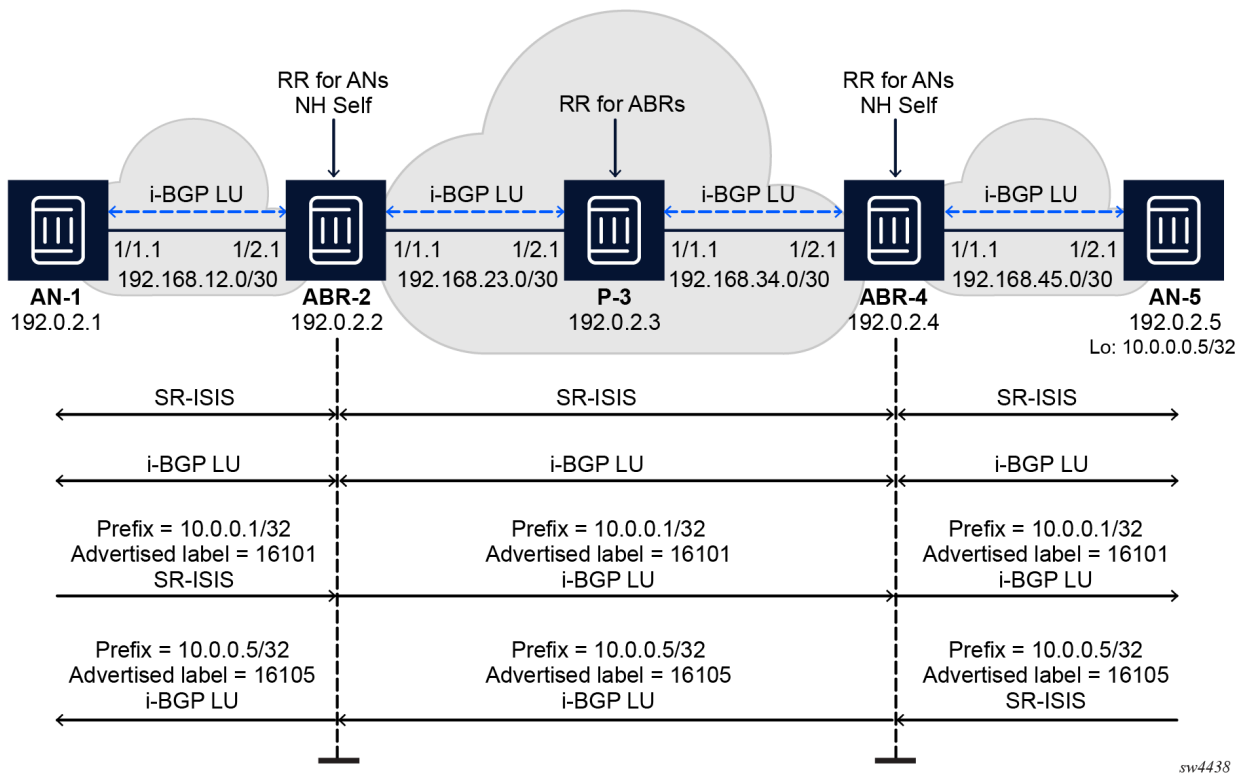 RR for ANs
NH Self
RR for ABRs
RR for ANs
NH Self
i-BGP LU
i-BGP LU
i-BGP LU
i-BGP LU
1/1.1
1/2.1
1/1.1
1/2.1
1/1.1
1/2.1
1/1.1
1/2.1
192.168.12.0/30
192.168.23.0/30
192.168.34.0/30
192.168.45.0/30
AN-1
192.0.2.1
ABR-2
192.0.2.2
P-3
192.0.2.3
ABR-4
192.0.2.4
AN-5
192.0.2.5
Lo: 10.0.0.0.5/32
SR-ISIS
SR-ISIS
SR-ISIS
i-BGP LU
i-BGP LU
i-BGP LU
Prefix = 10.0.0.1/32
Advertised label = 16101
SR-ISIS
Prefix = 10.0.0.1/32
Advertised label = 16101
i-BGP LU
Prefix = 10.0.0.1/32
Advertised label = 16101
i-BGP LU
Prefix = 10.0.0.5/32
Advertised label = 16105
i-BGP LU
Prefix = 10.0.0.5/32
Advertised label = 16105
i-BGP LU
Prefix = 10.0.0.5/32
Advertised label = 16105
SR-ISIS
sw4438